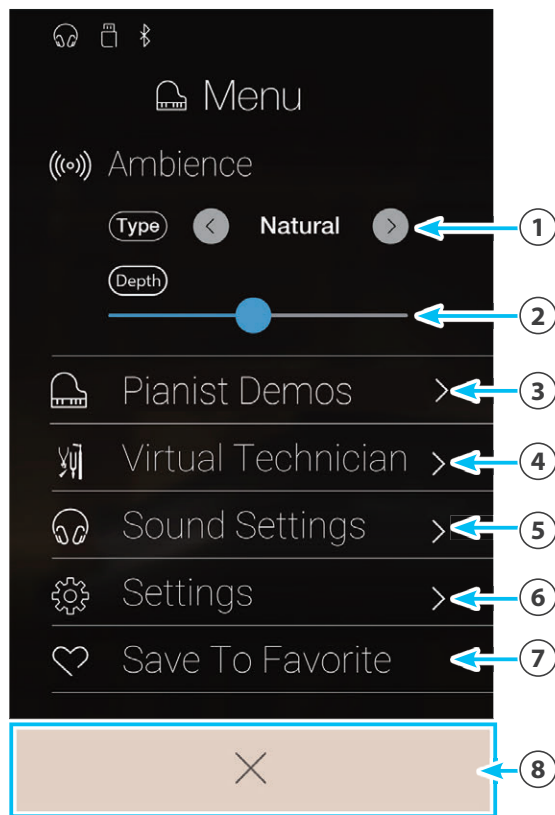 Menu
Ambience
Type Natural 1
Depth
2
Pianist Demos 3
Virtual Technician 4
Sound Settings 5
Settings 6
Save To Favorite 7
8